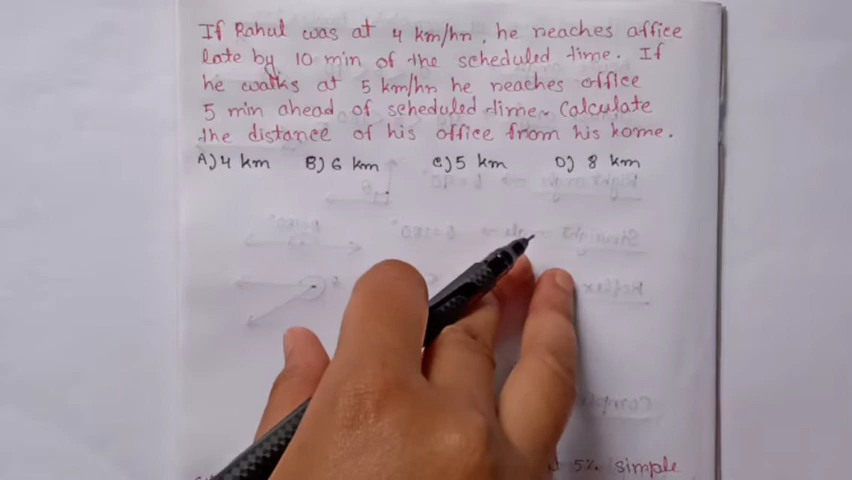 If Rahul was at 4 km/hr, he reaches office
late by 10 min of the scheduled time. If
he walks at 5 km/hr he reaches office
5 min ahead of scheduled time. Calculate
the distance of his office from his home.
A) 4 km B) 6 km C) 5 km D) 8 km
5% simple